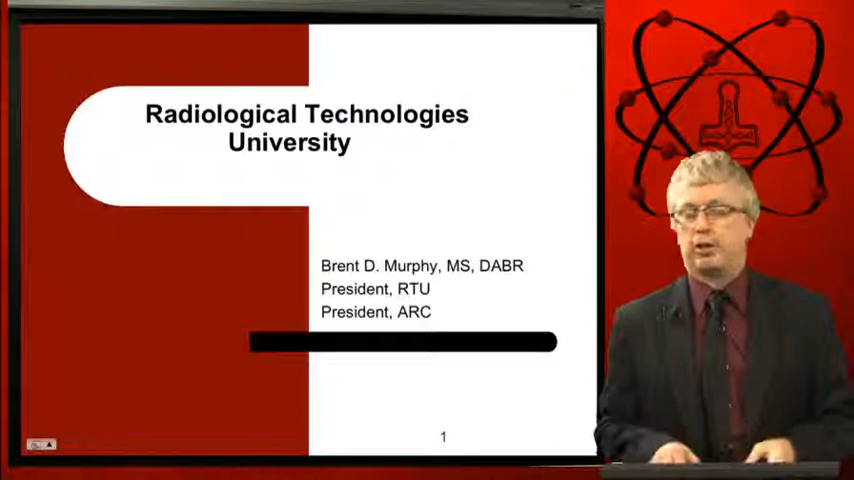 Radiological Technologies
University
Brent D. Murphy, MS, DABR
President, RTU
President, ARC
1